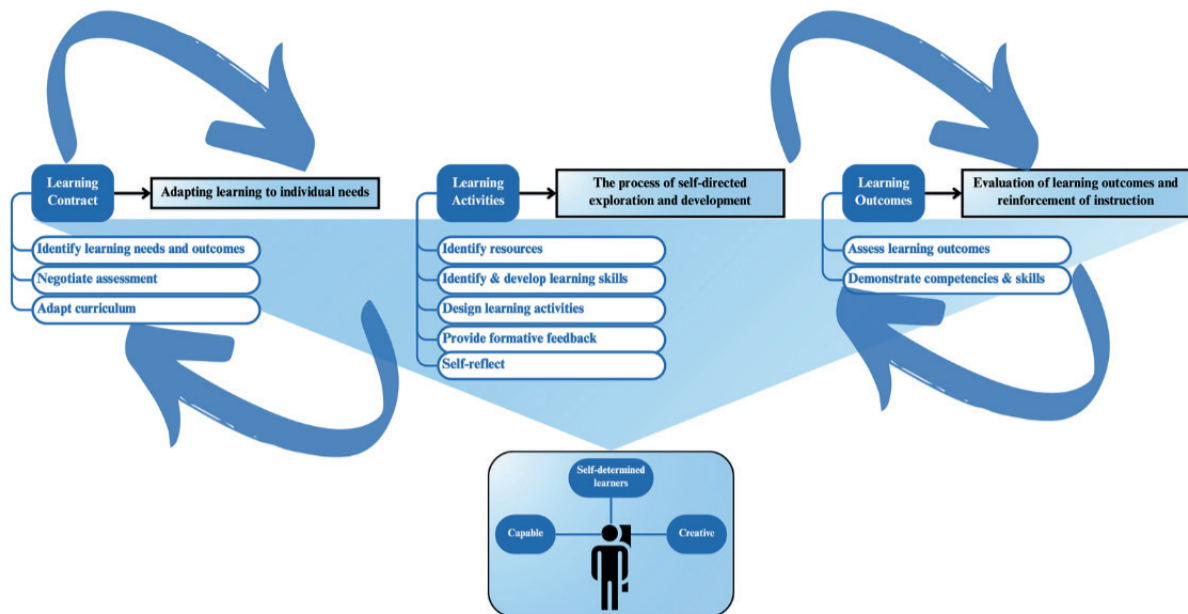 Learning
Contract
Adapting learning to individual needs
Identify learning needs and outcomes
Negotiate assessment
Adapt curriculum
Learning
Activities
The process of self-directed
exploration and development
Identify resources
Identify & develop learning skills
Design learning activities
Provide formative feedback
Self-reflect
Learning
Outcomes
Evaluation of learning outcomes and
reinforcement of instruction
Assess learning outcomes
Demonstrate competencies & skills
Self-determined
learners
Capable
Creative